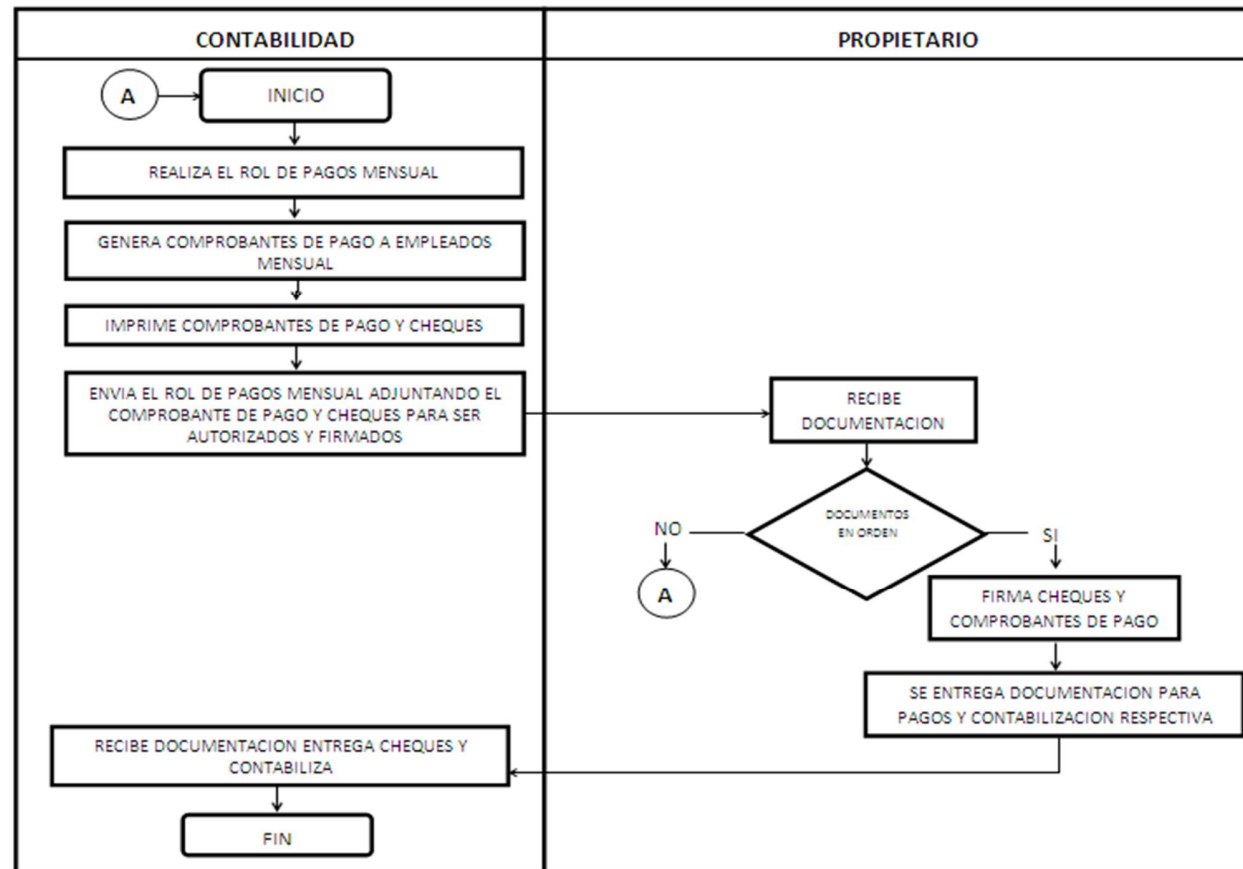 CONTABILIDAD
PROPIETARIO
A
INICIO
REALIZA EL ROL DE PAGOS MENSUAL
GENERA COMPROBANTES DE PAGO A EMPLEADOS
MENSUAL
IMPRIME COMPROBANTES DE PAGO Y CHEQUES
ENVIA EL ROL DE PAGOS MENSUAL ADJUNTANDO EL
COMPROBANTE DE PAGO Y CHEQUES PARA SER
AUTORIZADOS Y FIRMADOS
RECIBE
DOCUMENTACION
DOCUMENTOS
EN ORDEN
NO
SI
A
FIRMA CHEQUES Y
COMPROBANTES DE PAGO
SE ENTREGA DOCUMENTACION PARA
PAGOS Y CONTABILIZACION RESPECTIVA
RECIBE DOCUMENTACION ENTREGA CHEQUES Y
CONTABILIZA
FIN